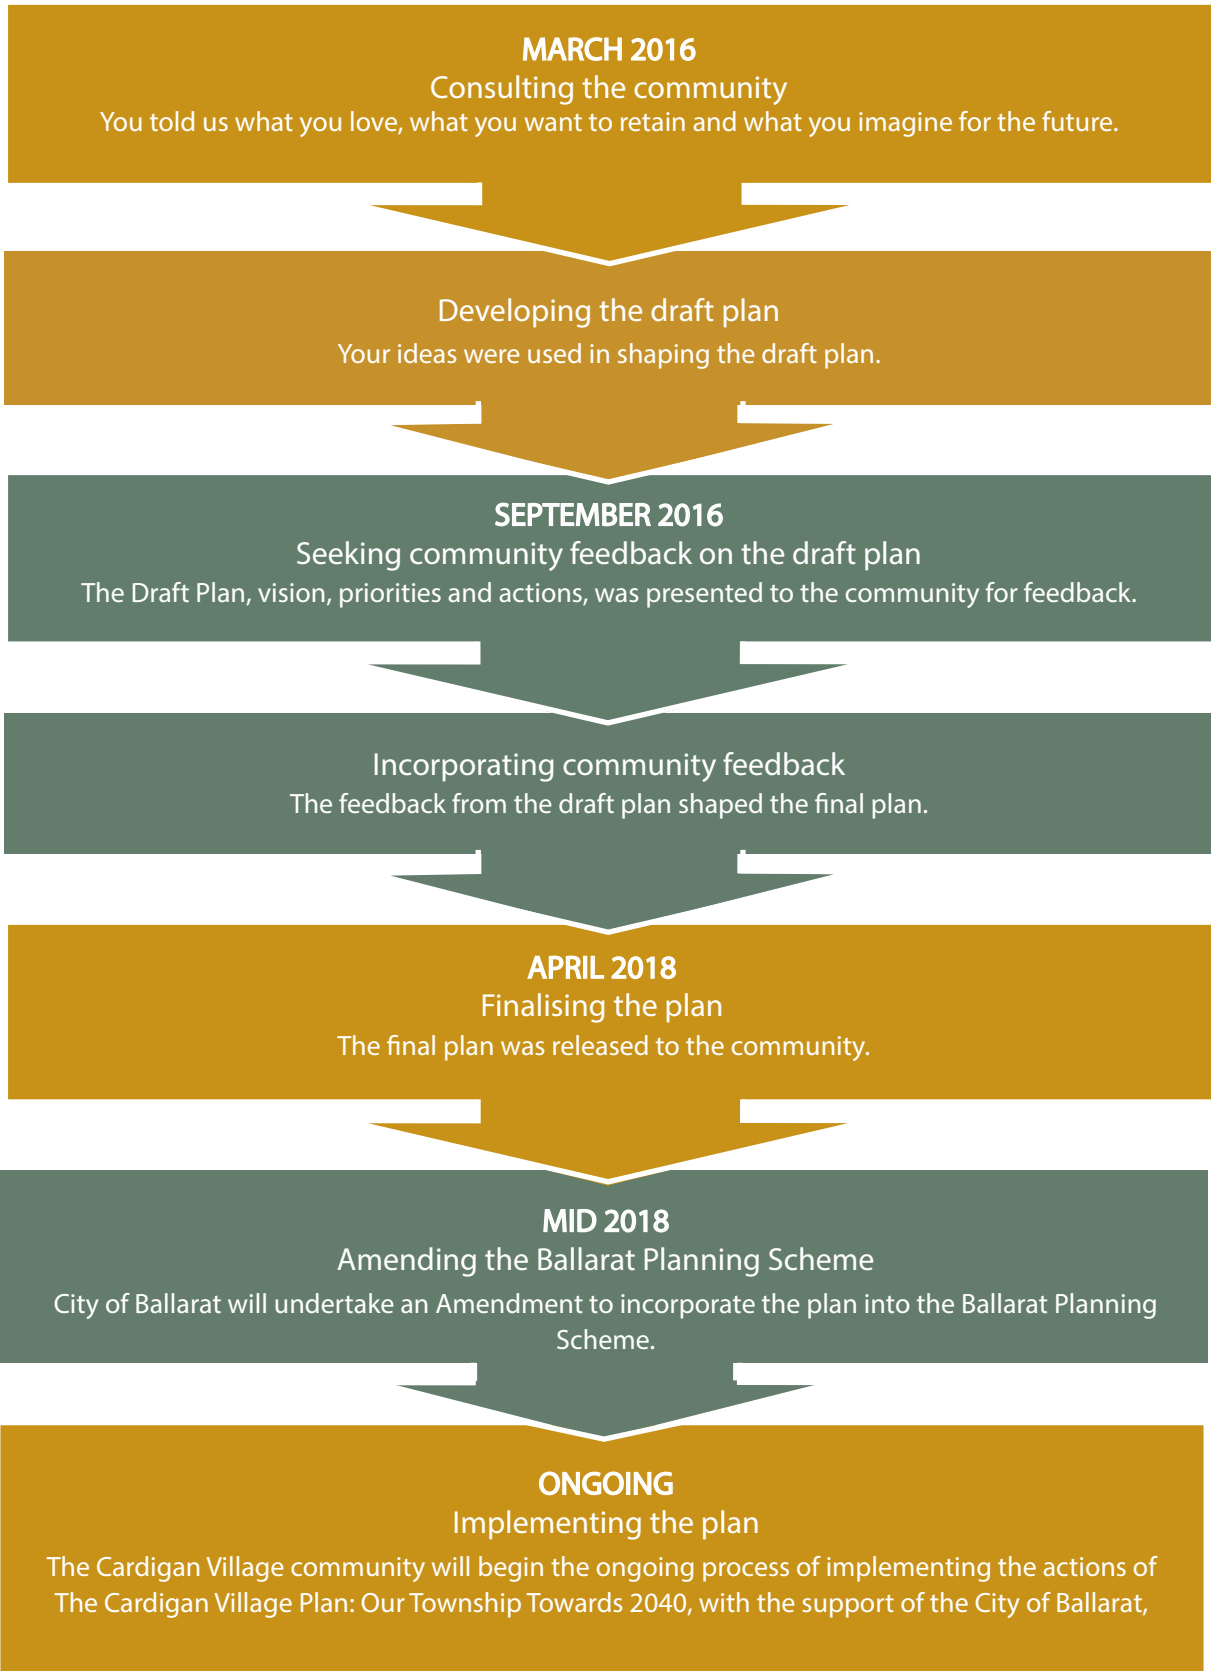 MARCH 2016
Consulting the community
You told us what you love, what you want to retain and what you imagine for the future.
Developing the draft plan
Your ideas were used in shaping the draft plan.
SEPTEMBER 2016
Seeking community feedback on the draft plan
The Draft Plan, vision, priorities and actions, was presented to the community for feedback.
Incorporating community feedback
The feedback from the draft plan shaped the final plan.
APRIL 2018
Finalising the plan
The final plan was released to the community.
MID 2018
Amending the Ballarat Planning Scheme
City of Ballarat will undertake an Amendment to incorporate the plan into the Ballarat Planning
Scheme.
ONGOING
Implementing the plan
The Cardigan Village community will begin the ongoing process of implementing the actions of
The Cardigan Village Plan: Our Township Towards 2040, with the support of the City of Ballarat,